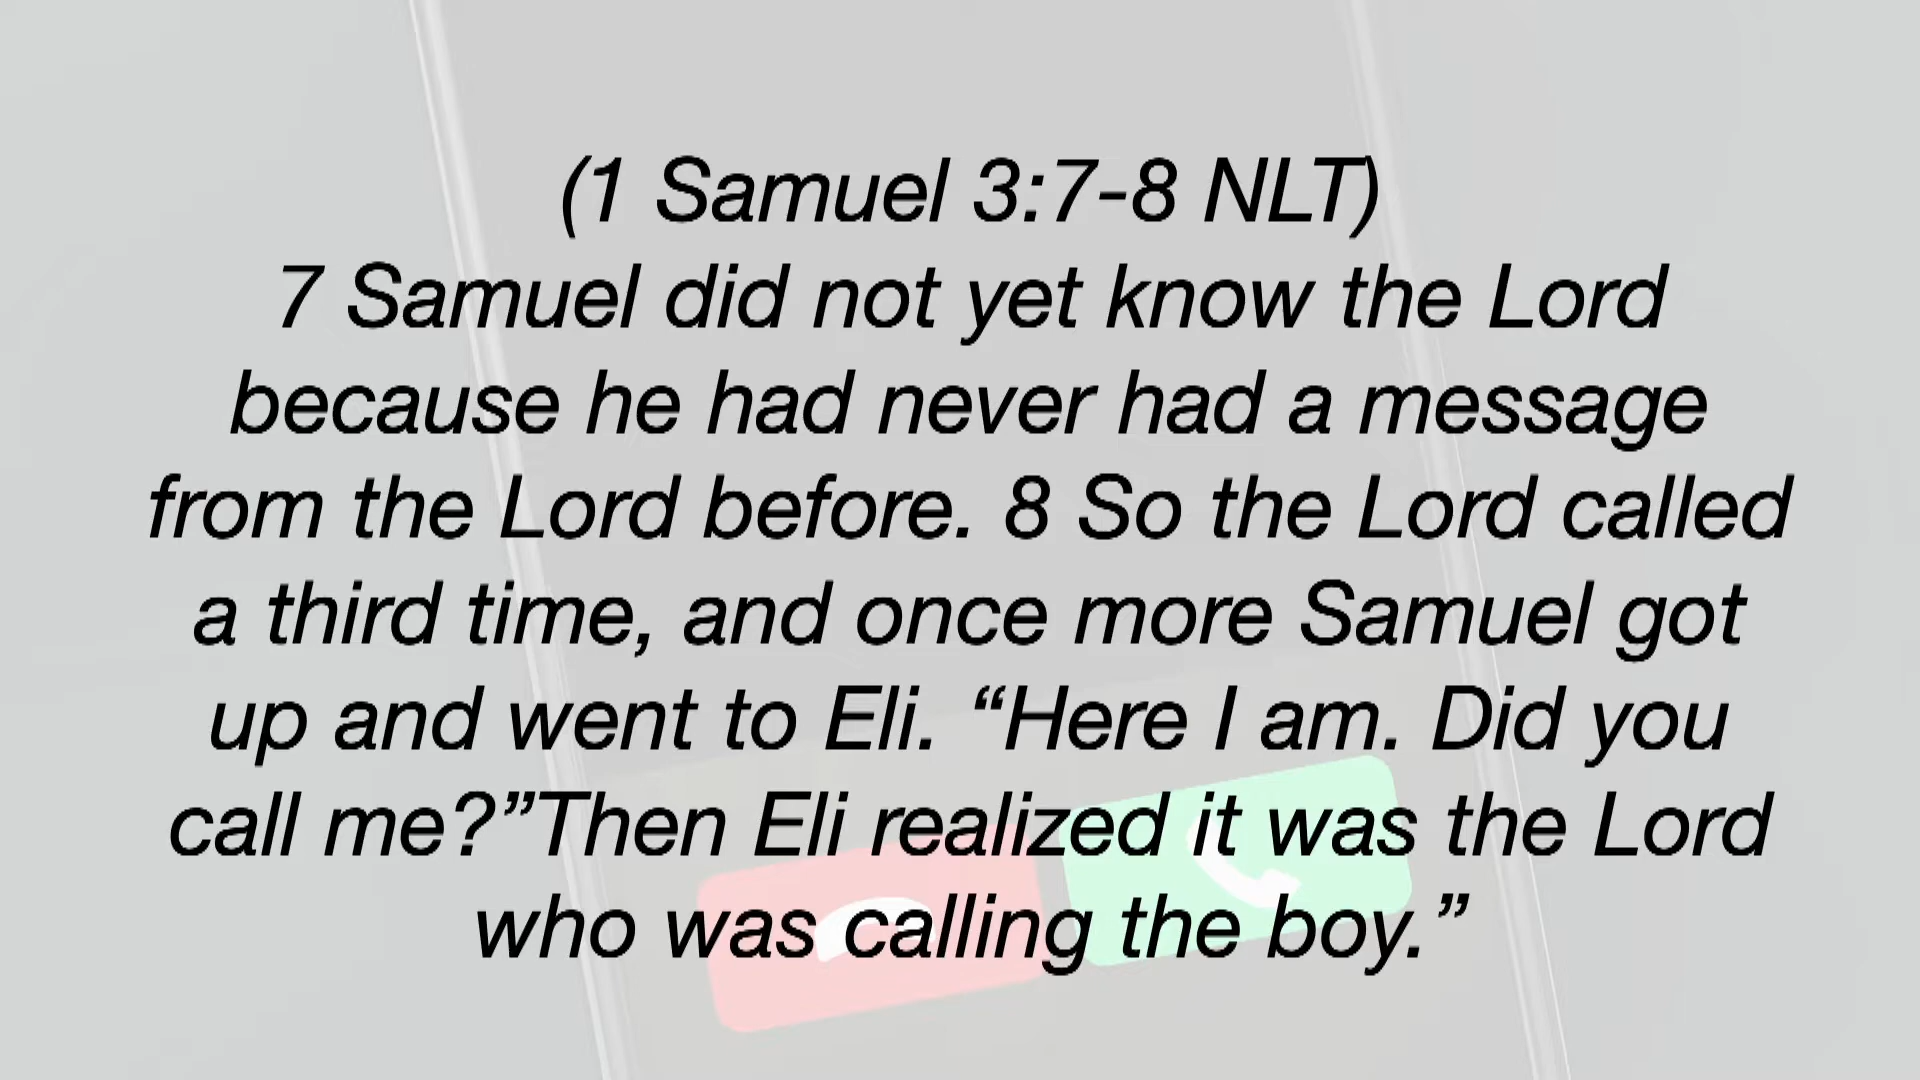 (1 Samuel 3:7-8 NLT)
7 Samuel did not yet know the Lord
because he had never had a message
from the Lord before. 8 So the Lord called
a third time, and once more Samuel got
up and went to Eli. “Here I am. Did you
call me?”Then Eli realized it was the Lord
who was calling the boy.”